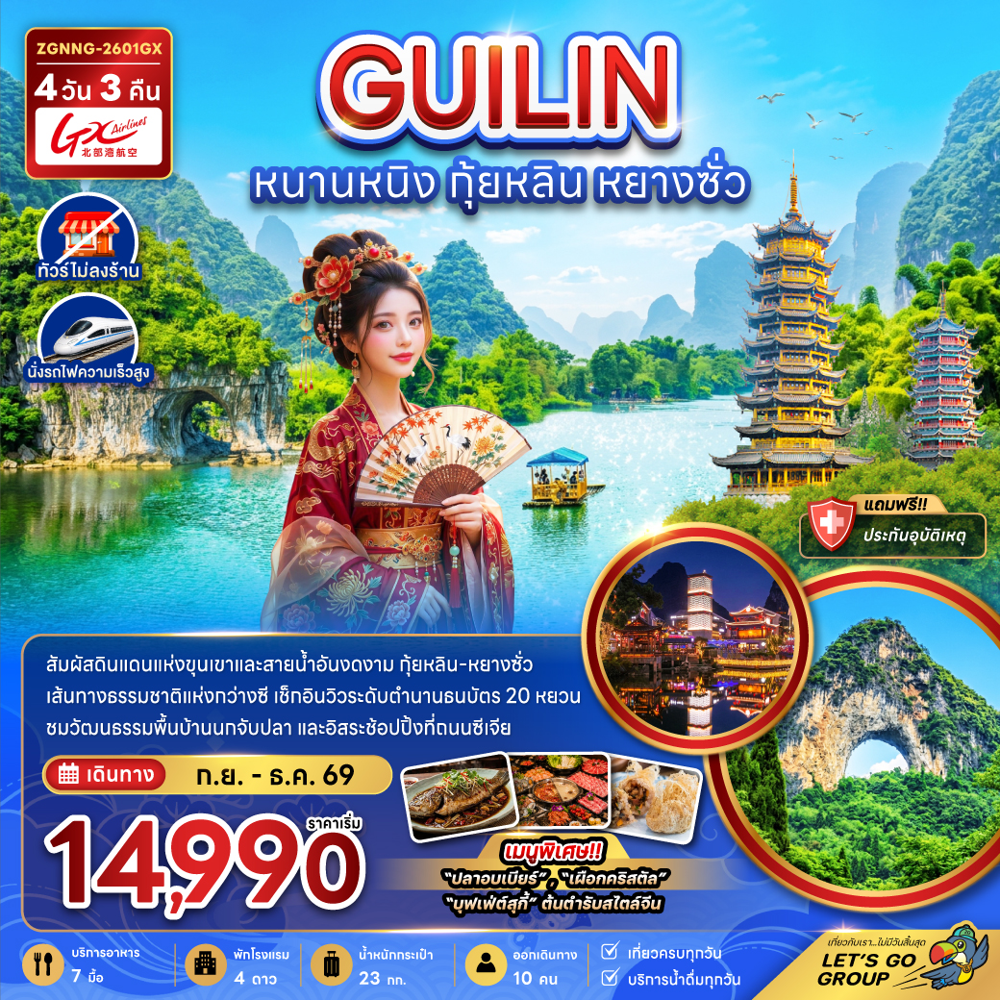 ZGNNG-2601GX
4 วัน 3 คืน
GX Airlines
北部湾航空
GUILIN
หนานหนิง กุ้ยหลิน หยางซั่ว
ทัวร์ไม่ลงร้าน
นั่งรถไฟความเร็วสูง
แถมฟรี!!
ประกันอุบัติเหตุ
สัมผัสดินแดนแห่งขุนเขาและสายน้ำอันงดงาม กุ้ยหลิน-หยางซั่ว
เส้นทางธรรมชาติแห่งกว่างซี เช็กอินวิวระดับตำนานธนบัตร 20 หยวน
ชมวัฒนธรรมพื้นบ้านนกจับปลา และอิสระช้อปปิ้งที่ถนนซีเจีย
เดินทาง
ก.ย. - ธ.ค. 69
ราคาเริ่ม
14,990
เมนูพิเศษ!!
"ปลาอบเบียร์" , "เผือกคริสตัล"
"บุฟเฟ่ต์สุกี้" ต้นตำรับสไตล์จีน
บริการอาหาร
7 มื้อ
พักโรงแรม
4 ดาว
น้ำหนักกระเป๋า
23 กก.
ออกเดินทาง
10 คน
เที่ยวครบทุกวัน
บริการน้ำดื่มทุกวัน
เที่ยวกับเรา...ไม่มีวันสิ้นสุด
LET'S GO
GROUP